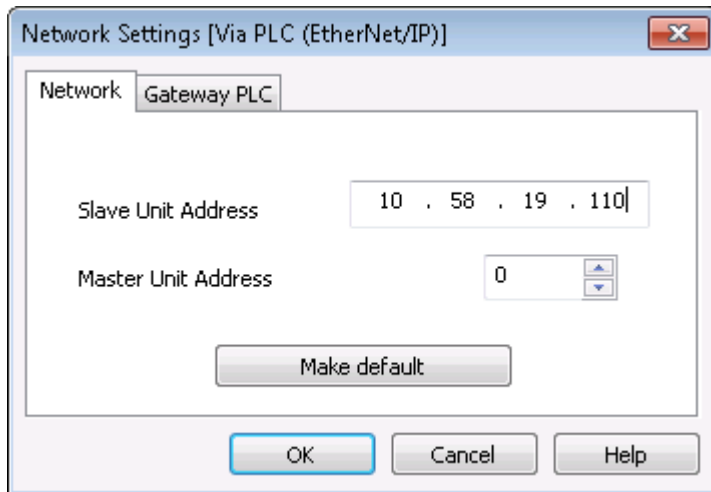 Network Settings [Via PLC (EtherNet/IP)]
Network Gateway PLC
Slave Unit Address 10 . 58 . 19 . 110
Master Unit Address 0
Make default
OK Cancel Help